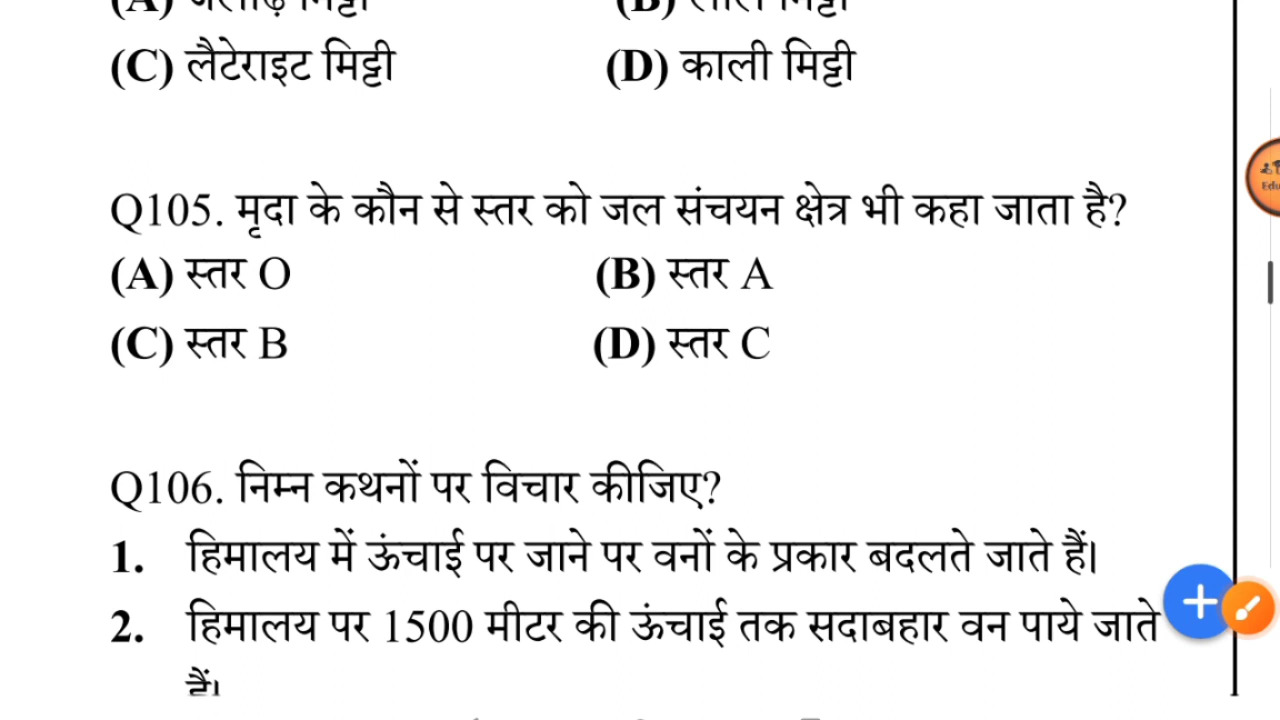 (C) लैटेराइट मिट्टी (D) काली मिट्टी
Q105. मृदा के कौन से स्तर को जल संचयन क्षेत्र भी कहा जाता है?
(A) स्तर O (B) स्तर A
(C) स्तर B (D) स्तर C
Q106. निम्न कथनों पर विचार कीजिए?
1. हिमालय में ऊंचाई पर जाने पर वनों के प्रकार बदलते जाते हैं।
2. हिमालय पर 1500 मीटर की ऊंचाई तक सदाबहार वन पाये जाते
हैं।